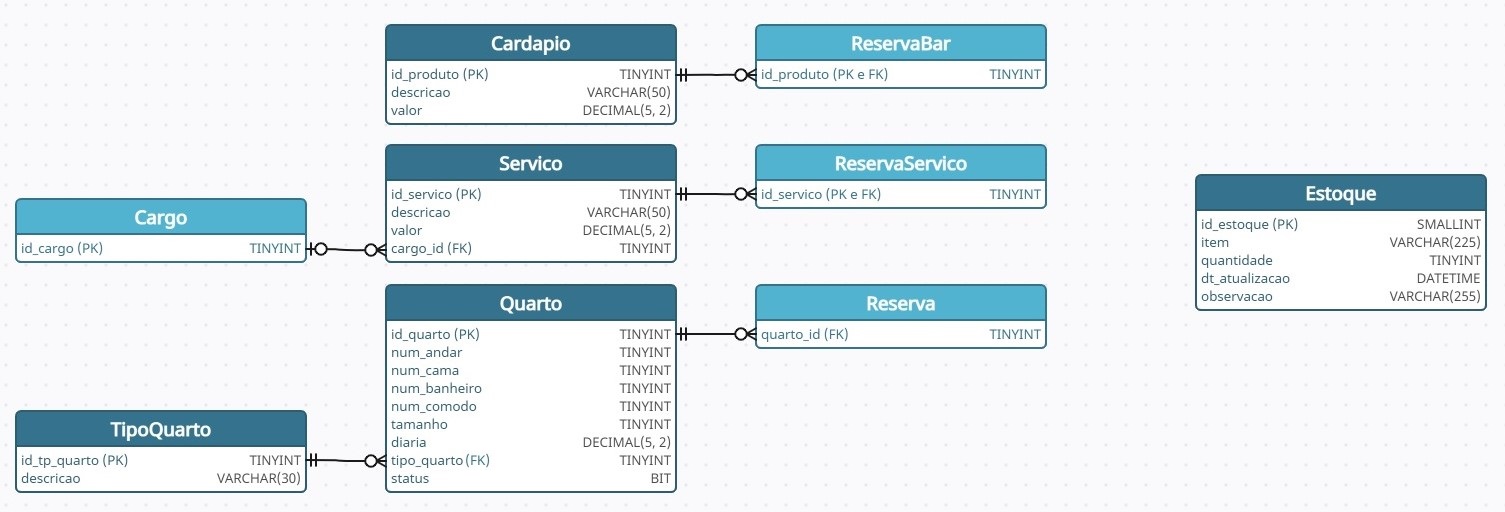 Cardapio
id_produto (PK) TINYINT
descricao VARCHAR(50)
valor DECIMAL(5, 2)
ReservaBar
id_produto (PK e FK) TINYINT
Servico
id_servico (PK) TINYINT
descricao VARCHAR(50)
valor DECIMAL(5, 2)
cargo_id (FK) TINYINT
ReservaServico
id_servico (PK e FK) TINYINT
Cargo
id_cargo (PK) TINYINT
Estoque
id_estoque (PK) SMALLINT
item VARCHAR(225)
quantidade TINYINT
dt_atualizacao DATETIME
observacao VARCHAR(255)
Quarto
id_quarto (PK) TINYINT
num_andar TINYINT
num_cama TINYINT
num_banheiro TINYINT
num_comodo TINYINT
tamanho TINYINT
diaria DECIMAL(5, 2)
tipo_quarto (FK) TINYINT
status BIT
Reserva
quarto_id (FK) TINYINT
TipoQuarto
id_tp_quarto (PK) TINYINT
descricao VARCHAR(30)